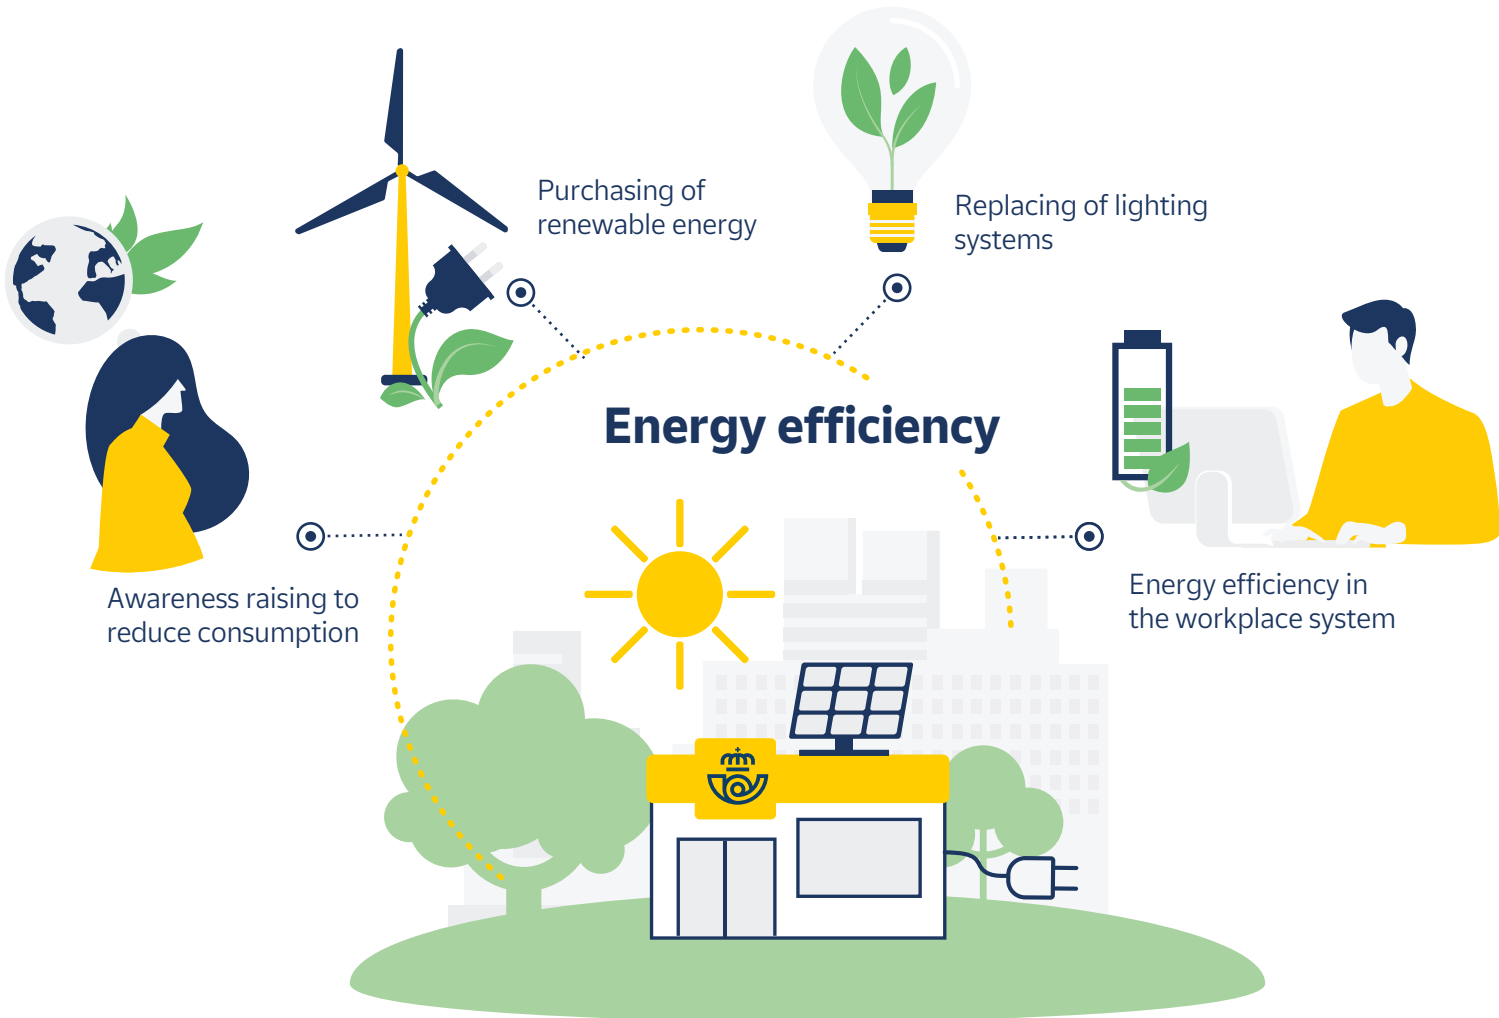 Purchasing of
renewable energy
Replacing of lighting
systems
Energy efficiency
Awareness raising to
reduce consumption
Energy efficiency in
the workplace system